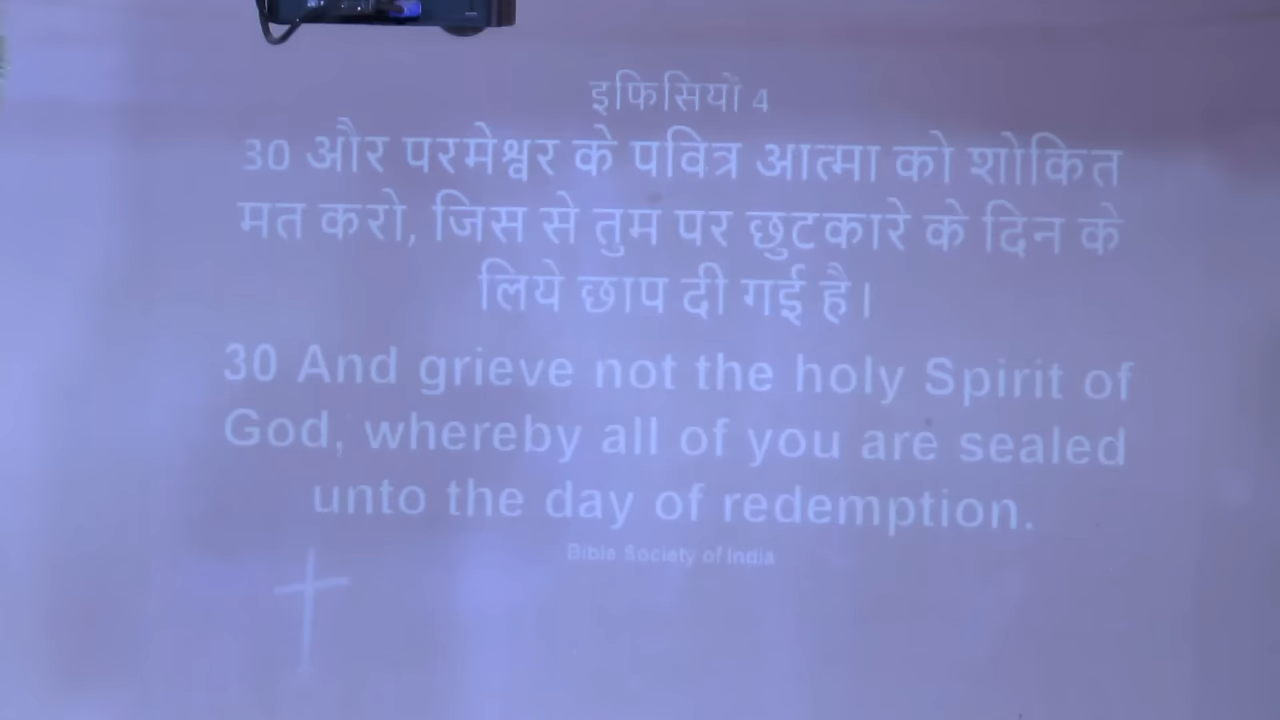 इफिसियों 4
30 और परमेश्वर के पवित्र आत्मा को शोकित
मत करो, जिस से तुम पर छुटकारे के दिन के
लिये छाप दी गई है।
30 And grieve not the holy Spirit of
God, whereby all of you are sealed
unto the day of redemption.
Bible Society of India